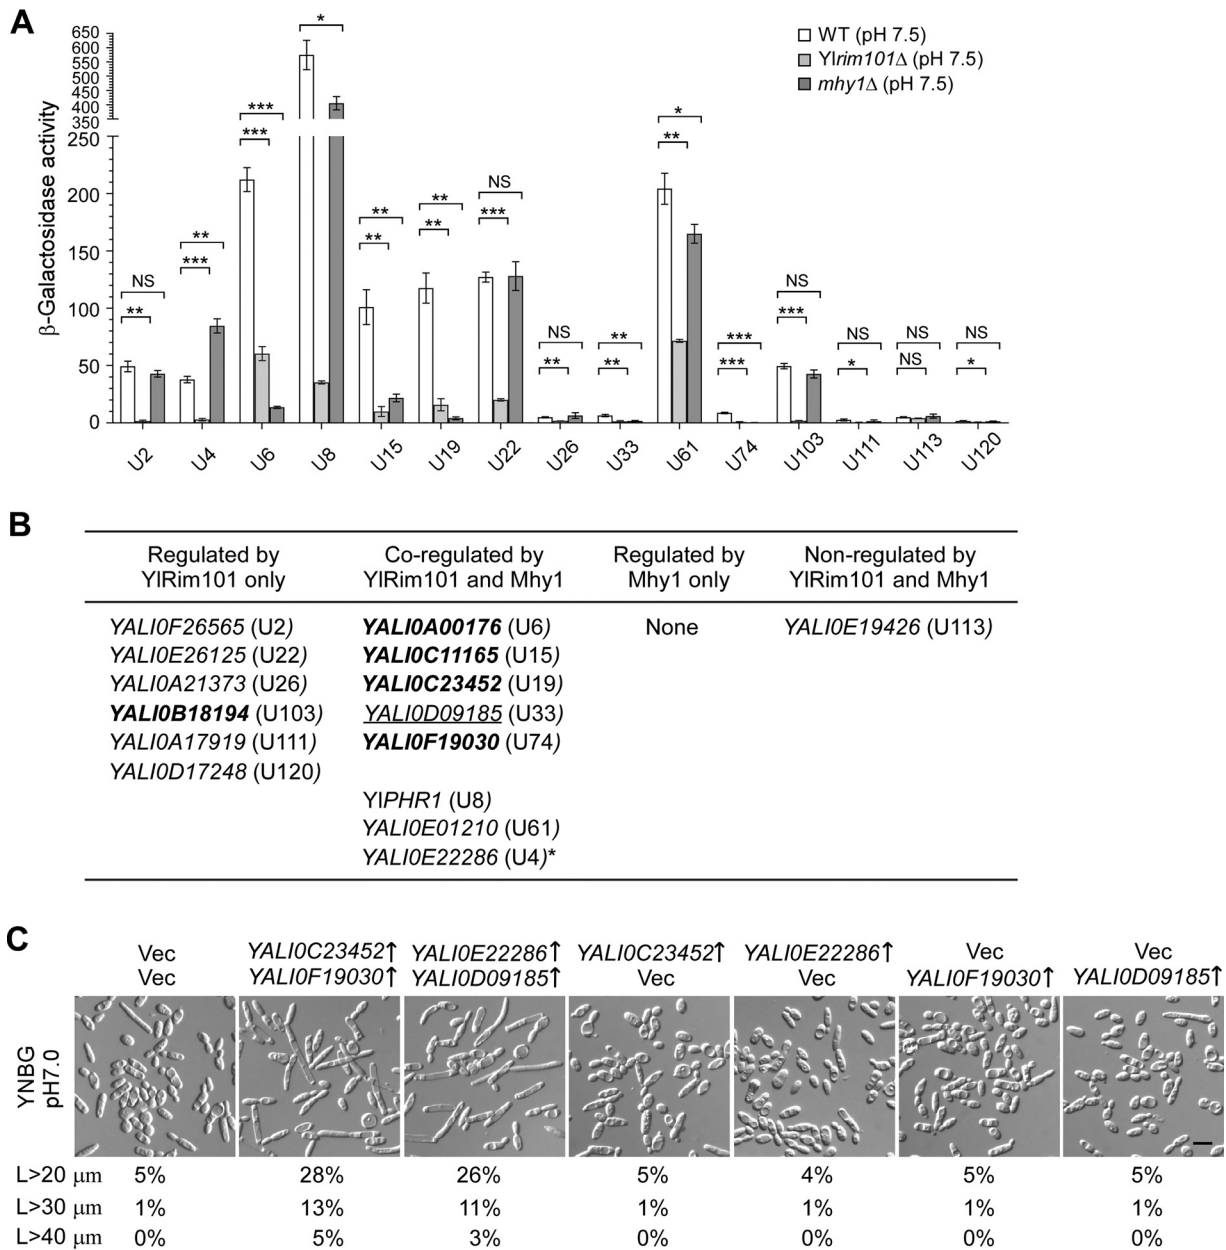 A
WT (pH 7.5)
Ylrim101Δ (pH 7.5)
mhy1Δ (pH 7.5)
β-Galactosidase activity
650
600
550
500
450
400
350
250
200
150
100
50
0
NS
**
**
***
***
***
*
**
**
**
**
NS
***
NS
**
**
**
*
**
***
***
NS
***
NS
*
NS
NS
NS
*
U2 U4 U6 U8 U15 U19 U22 U26 U33 U61 U74 U103 U111 U113 U120
B
Regulated by Co-regulated by Regulated by Non-regulated by
YlRim101 only YlRim101 and Mhy1 Mhy1 only YlRim101 and Mhy1
YALI0F26565 (U2) YALI0A00176 (U6) None YALI0E19426 (U113)
YALI0E26125 (U22) YALI0C11165 (U15)
YALI0A21373 (U26) YALI0C23452 (U19)
YALI0B18194 (U103) YALI0D09185 (U33)
YALI0A17919 (U111) YALI0F19030 (U74)
YALI0D17248 (U120)
YlPHR1 (U8)
YALI0E01210 (U61)
YALI0E22286 (U4)*
C
Vec YALI0C23452↑ YALI0E22286↑ YALI0C23452↑ YALI0E22286↑ Vec Vec
Vec YALI0F19030↑ YALI0D09185↑ Vec Vec YALI0F19030↑ YALI0D09185↑
YNBG
pH7.0
L>20 μm 5% 28% 26% 5% 4% 5% 5%
L>30 μm 1% 13% 11% 1% 1% 1% 1%
L>40 μm 0% 5% 3% 0% 0% 0% 0%